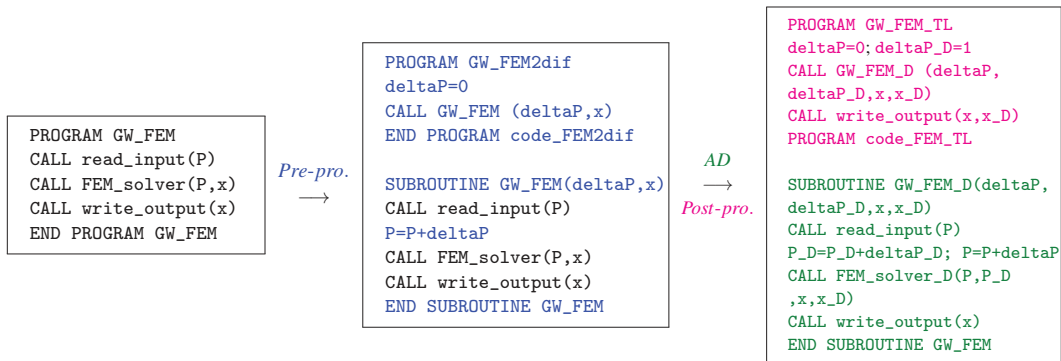 PROGRAM GW_FEM
CALL read_input(P)
CALL FEM_solver(P,x)
CALL write_output(x)
END PROGRAM GW_FEM
Pre-pro.
→
PROGRAM GW_FEM2dif
deltaP=0
CALL GW_FEM (deltaP,x)
END PROGRAM code_FEM2dif
SUBROUTINE GW_FEM(deltaP,x)
CALL read_input(P)
P=P+deltaP
CALL FEM_solver(P,x)
CALL write_output(x)
END SUBROUTINE GW_FEM
AD
→
Post-pro.
PROGRAM GW_FEM_TL
deltaP=0; deltaP_D=1
CALL GW_FEM_D (deltaP,
deltaP_D,x,x_D)
CALL write_output(x,x_D)
PROGRAM code_FEM_TL
SUBROUTINE GW_FEM_D(deltaP,
deltaP_D,x,x_D)
CALL read_input(P)
P_D=P_D+deltaP_D; P=P+deltaP
CALL FEM_solver_D(P,P_D
,x,x_D)
CALL write_output(x)
END SUBROUTINE GW_FEM